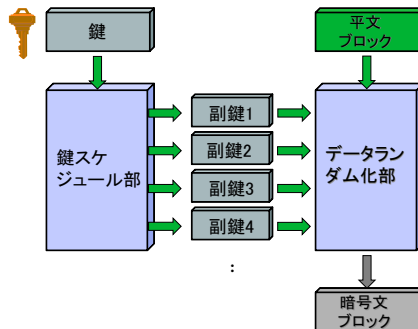 鍵
平文
ブロック
鍵スケ
ジュール部
副鍵1
副鍵2
副鍵3
副鍵4
:
データラン
ダム化部
暗号文
ブロック